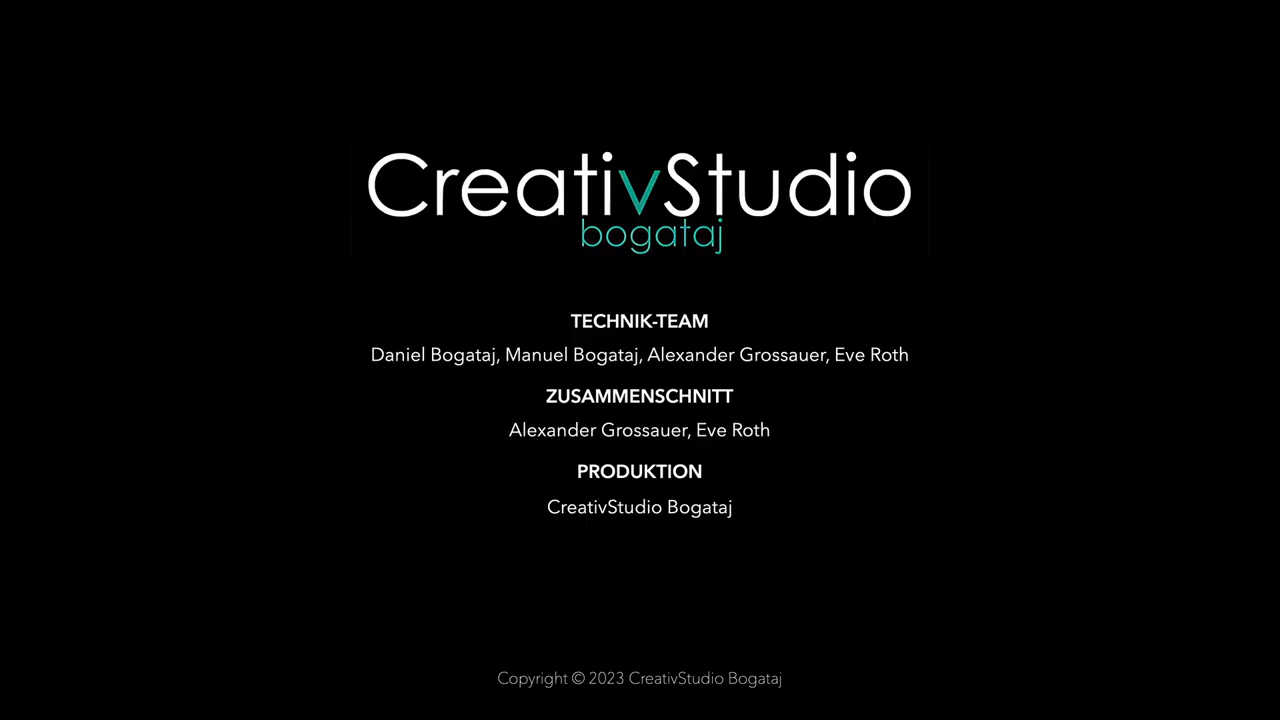 CreativStudio
bogataj
TECHNIK-TEAM
Daniel Bogataj, Manuel Bogataj, Alexander Grossauer, Eve Roth
ZUSAMMENSCHNITT
Alexander Grossauer, Eve Roth
PRODUKTION
CreativStudio Bogataj
Copyright © 2023 CreativStudio Bogataj